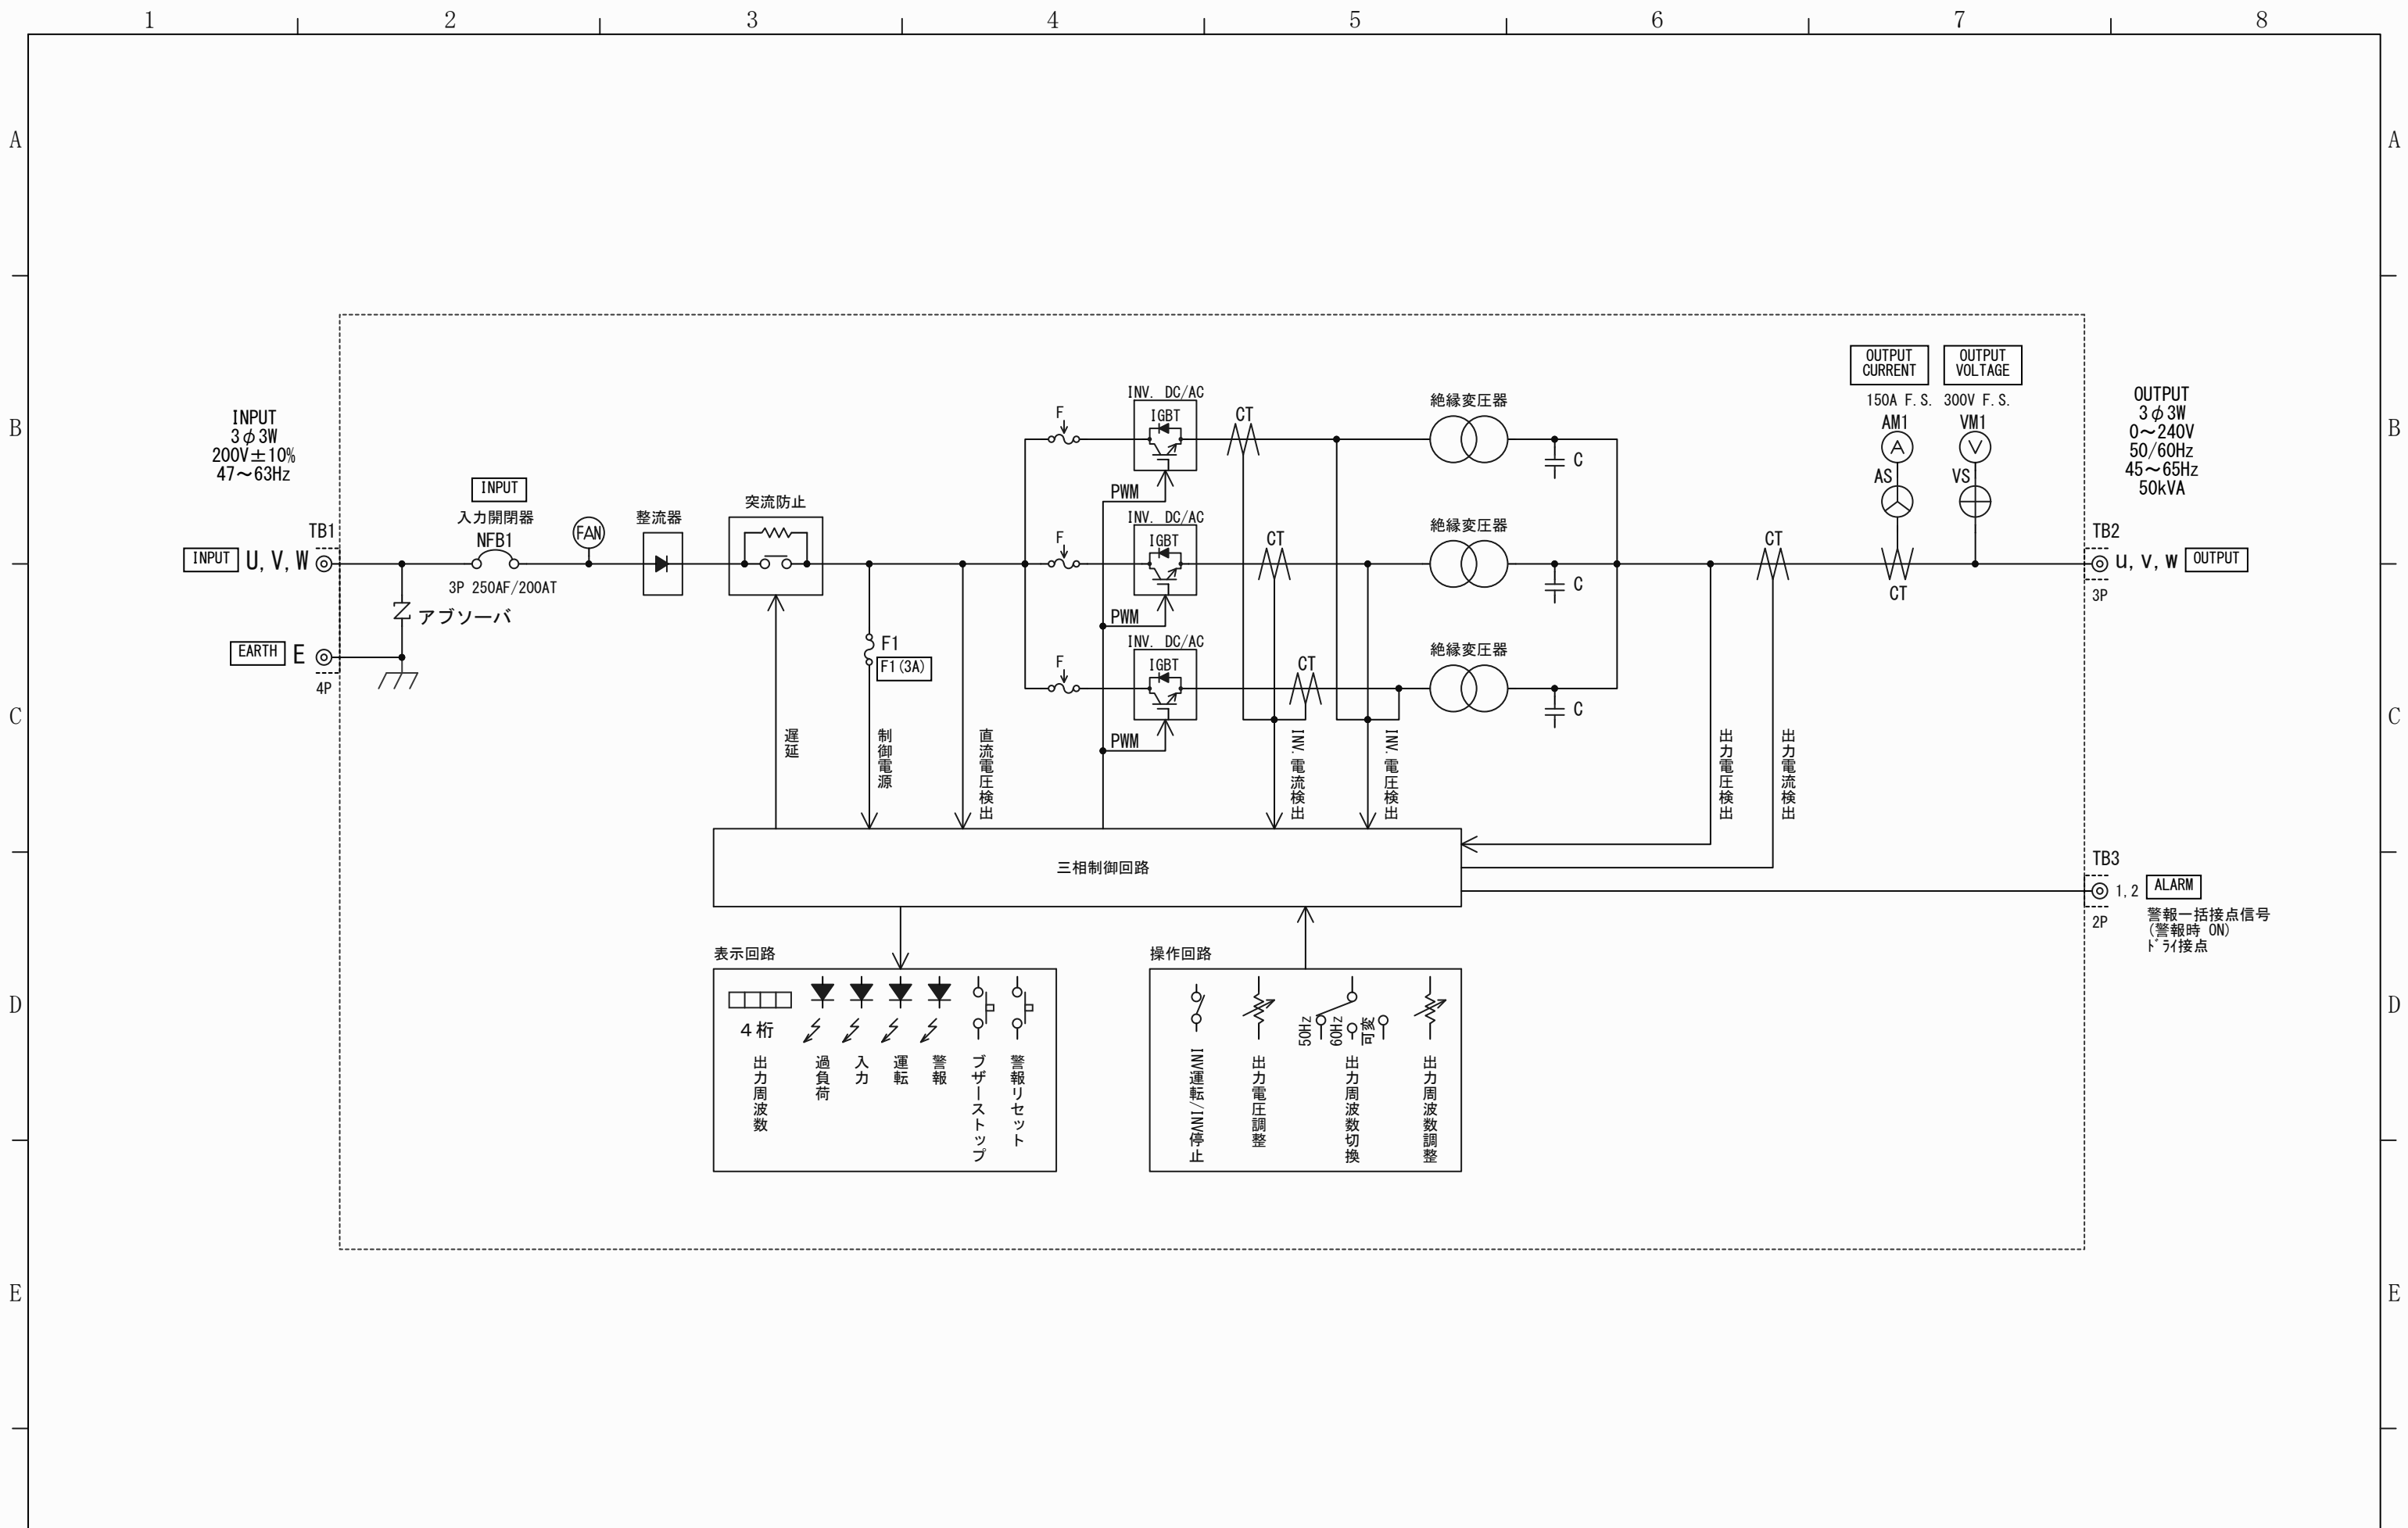 1 2 3 4 5 6 7 8
A
A
B
B
C
C
D
D
E
E
INPUT
3φ3W
200V±10%
47～63Hz
TB1
INPUT U, V, W
EARTH E
4P
アブソーバ
INPUT
入力開閉器
NFB1
3P 250AF/200AT
FAN
整流器
突流防止
F1
F1(3A)
遅延
制御電源
直流電圧検出
F
INV. DC/AC
IGBT
PWM
CT
絶縁変圧器
C
F
INV. DC/AC
IGBT
PWM
CT
絶縁変圧器
C
F
INV. DC/AC
IGBT
PWM
CT
絶縁変圧器
C
INV. 電流検出
INV. 電圧検出
出力電圧検出
出力電流検出
CT
OUTPUT
CURRENT
150A F.S.
AM1
A
AS
CT
OUTPUT
VOLTAGE
300V F.S.
VM1
V
VS
OUTPUT
3φ3W
0～240V
50/60Hz
45～65Hz
50kVA
TB2
U, V, W OUTPUT
3P
三相制御回路
TB3
1, 2 ALARM
2P
警報一括接点信号
(警報時 ON)
ﾄﾞﾗｲ接点
表示回路
4桁
出力周波数
過負荷
入力
運転
警報
ブザーストップ
警報リセット
操作回路
INV運転/INV停止
出力電圧調整
50Hz
60Hz
可変
出力周波数切換
出力周波数調整